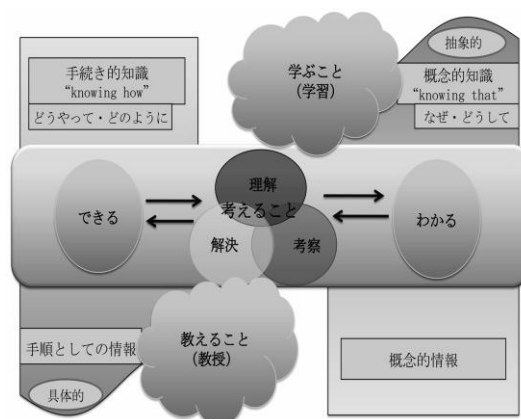 抽象的
手続き的知識
“knowing how”
どうやって・どのように
学ぶこと
(学習)
概念的知識
“knowing that”
なぜ・どうして
理解
考えること
できる
わかる
解決
考察
教えること
(教授)
手順としての情報
概念的情報
具体的